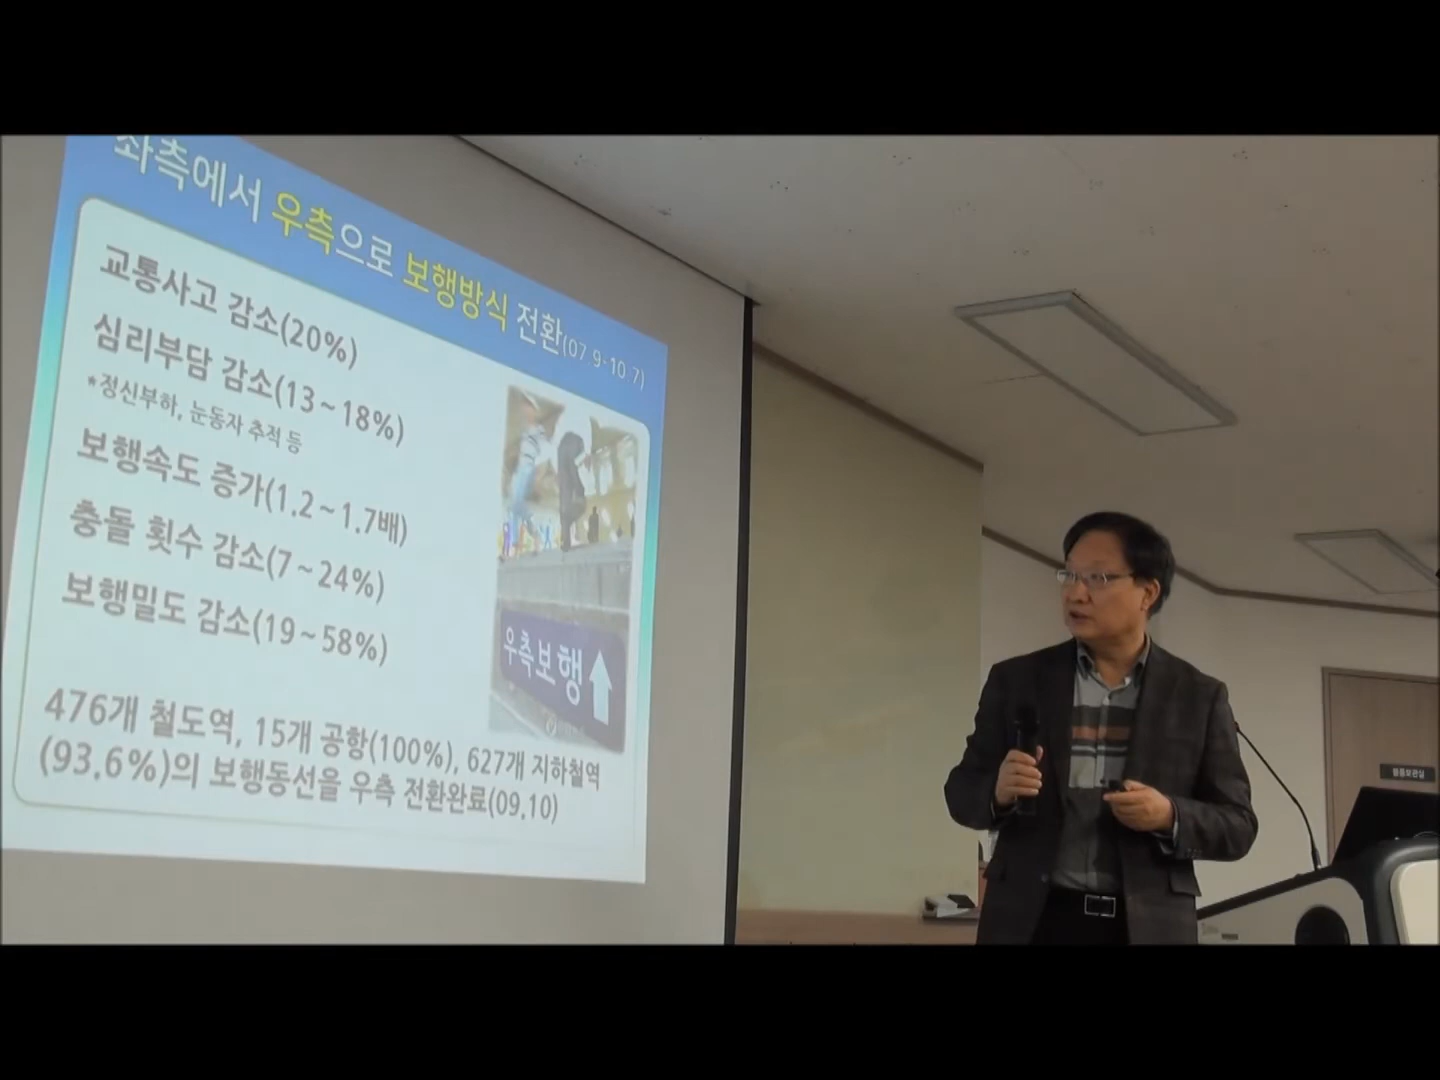 좌측에서 우측으로 보행방식 전환(07.9-10.7)
교통사고 감소(20%)
심리부담 감소(13~18%)
*정신부하, 눈동자 추적 등
보행속도 증가(1.2~1.7배)
충돌 횟수 감소(7~24%)
보행밀도 감소(19~58%)
우측보행
476개 철도역, 15개 공항(100%), 627개 지하철역
(93.6%)의 보행동선을 우측 전환완료(09.10)
물품보관실